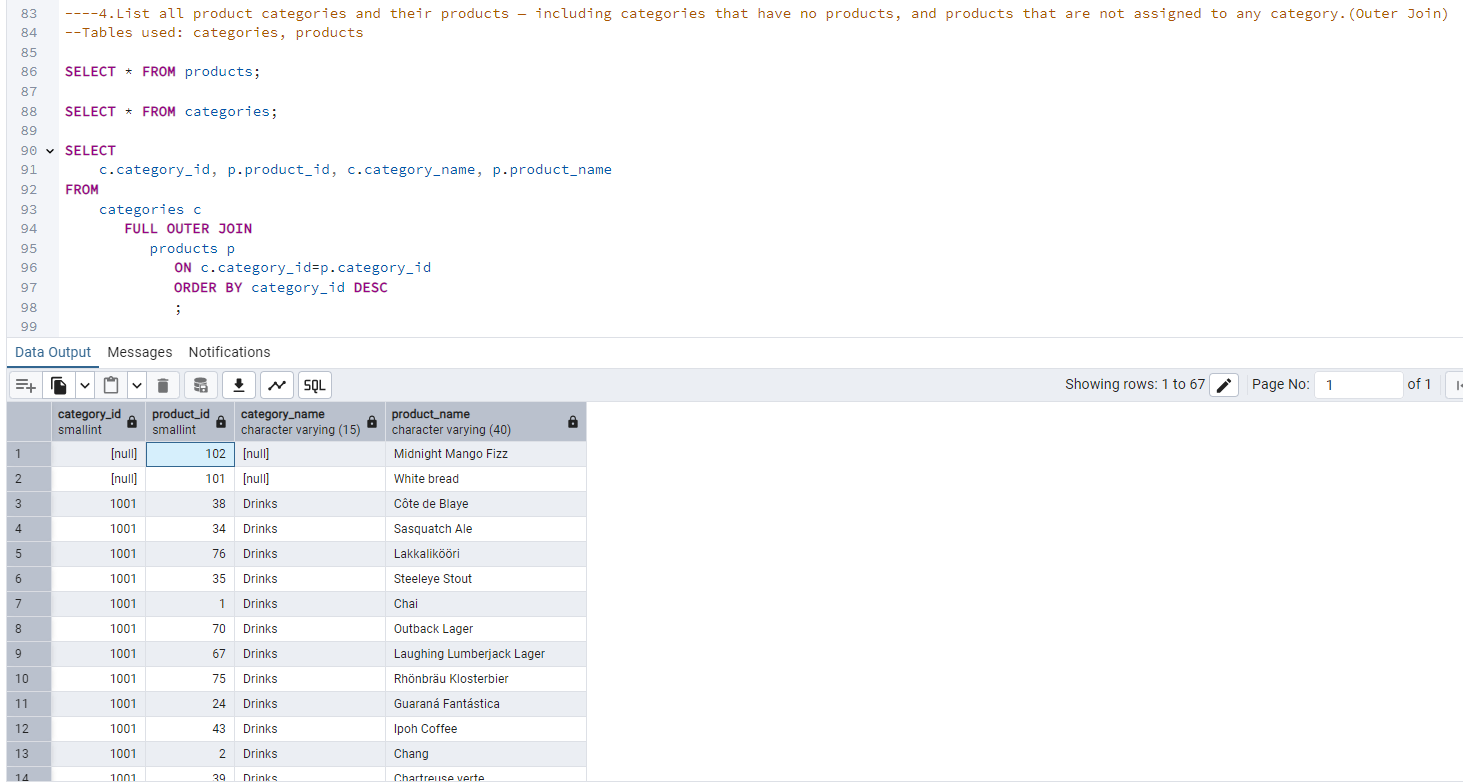 83 ----4.List all product categories and their products – including categories that have no products, and products that are not assigned to any category.(Outer Join)
84 --Tables used: categories, products
85
86 SELECT * FROM products;
87
88 SELECT * FROM categories;
89
90 SELECT
91 c.category_id, p.product_id, c.category_name, p.product_name
92 FROM
93 categories c
94 FULL OUTER JOIN
95 products p
96 ON c.category_id=p.category_id
97 ORDER BY category_id DESC
98 ;
99
Data Output Messages Notifications
SQL Showing rows: 1 to 67 Page No: 1 of 1
category_id product_id category_name product_name
smallint smallint character varying (15) character varying (40)
1 [null] 102 [null] Midnight Mango Fizz
2 [null] 101 [null] White bread
3 1001 38 Drinks Côte de Blaye
4 1001 34 Drinks Sasquatch Ale
5 1001 76 Drinks Lakkalikööri
6 1001 35 Drinks Steeleye Stout
7 1001 1 Drinks Chai
8 1001 70 Drinks Outback Lager
9 1001 67 Drinks Laughing Lumberjack Lager
10 1001 75 Drinks Rhönbräu Klosterbier
11 1001 24 Drinks Guaraná Fantástica
12 1001 43 Drinks Ipoh Coffee
13 1001 2 Drinks Chang
14 1001 39 Drinks Chartreuse verte